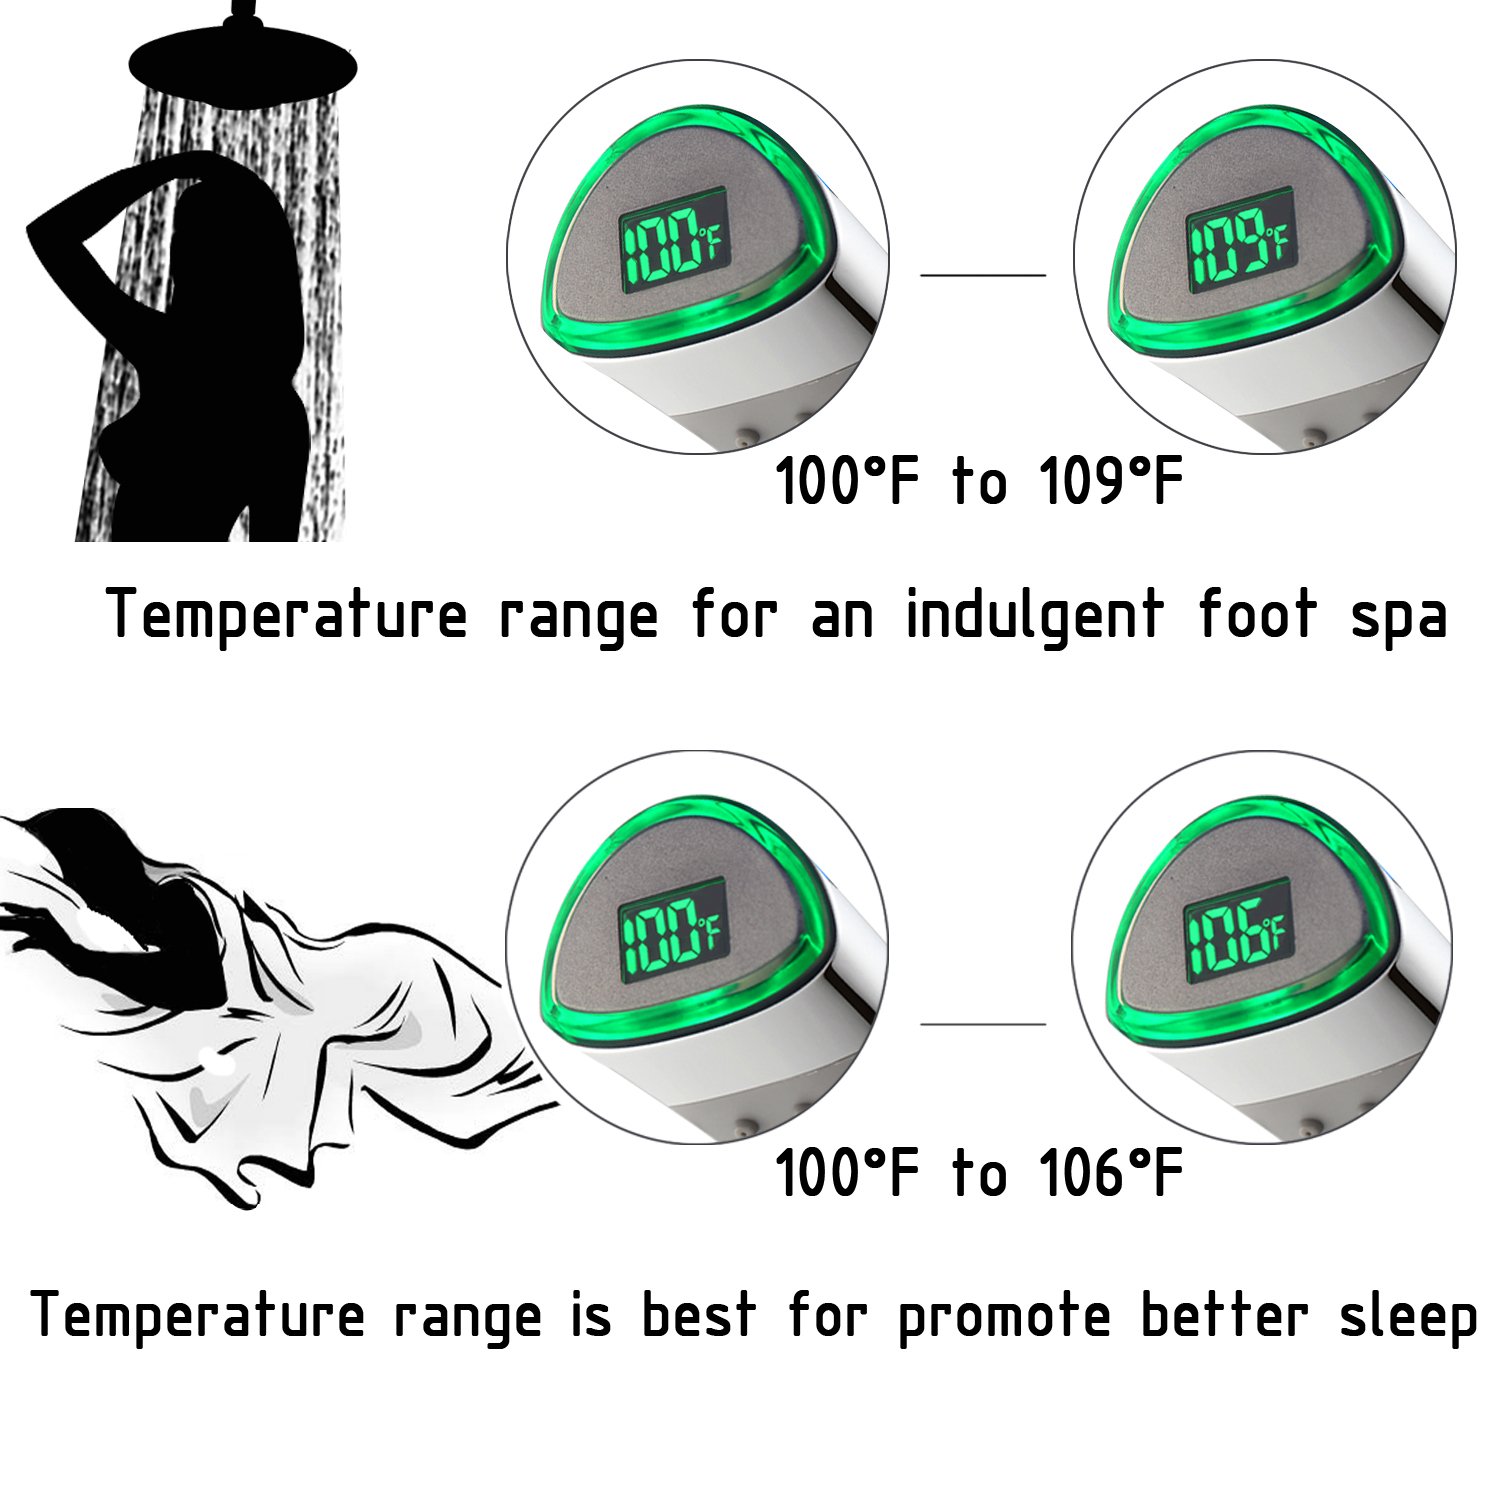 100°F
109°F
100°F to 109°F
Temperature range for an indulgent foot spa
100°F
106°F
100°F to 106°F
Temperature range is best for promote better sleep